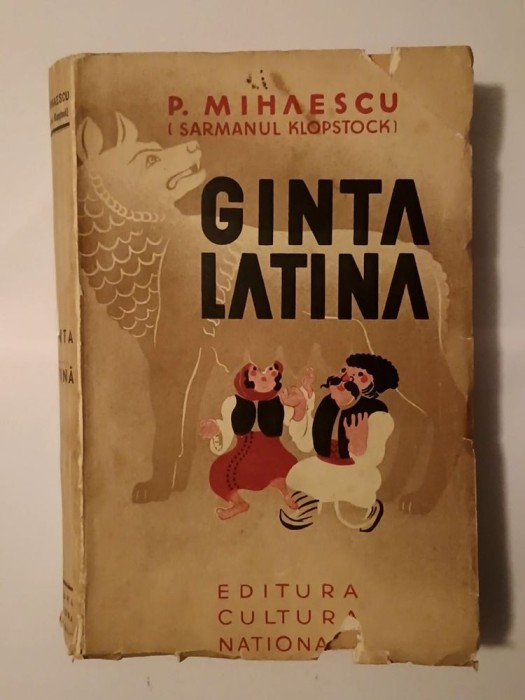 P. MIHAESCU
(SARMANUL KLOPSTOCK)
GINTA
LATINA
EDITURA
CULTURA
NATIONA